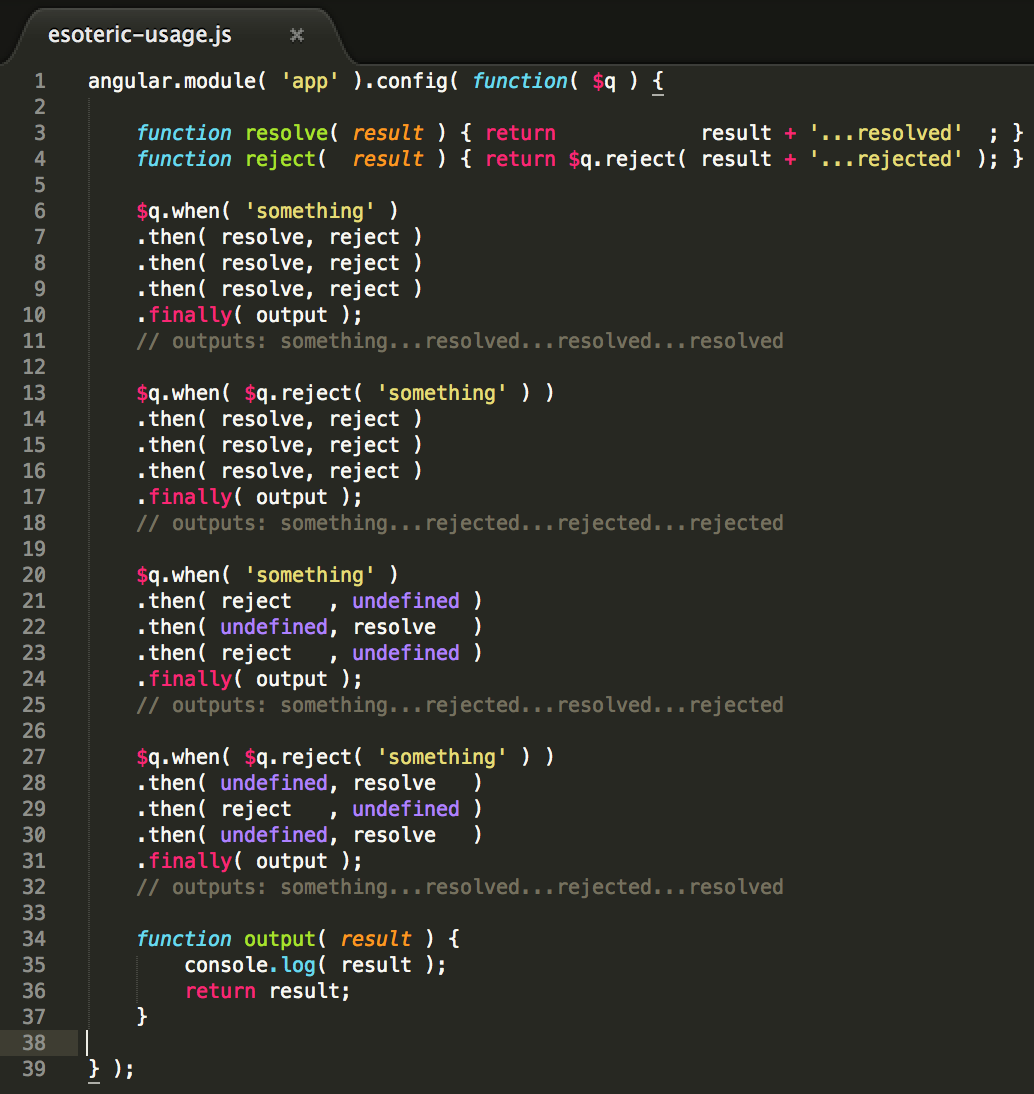 esoteric-usage.js ×
1 angular.module( 'app' ).config( function( $q ) {
2
3     function resolve( result ) { return            result + '...resolved'  ; }
4     function reject(  result ) { return $q.reject( result + '...rejected' ); }
5
6     $q.when( 'something' )
7     .then( resolve, reject )
8     .then( resolve, reject )
9     .then( resolve, reject )
10     .finally( output );
11     // outputs: something...resolved...resolved...resolved
12
13     $q.when( $q.reject( 'something' ) )
14     .then( resolve, reject )
15     .then( resolve, reject )
16     .then( resolve, reject )
17     .finally( output );
18     // outputs: something...rejected...rejected...rejected
19
20     $q.when( 'something' )
21     .then( reject   , undefined )
22     .then( undefined, resolve   )
23     .then( reject   , undefined )
24     .finally( output );
25     // outputs: something...rejected...resolved...rejected
26
27     $q.when( $q.reject( 'something' ) )
28     .then( undefined, resolve   )
29     .then( reject   , undefined )
30     .then( undefined, resolve   )
31     .finally( output );
32     // outputs: something...resolved...rejected...resolved
33
34     function output( result ) {
35         console.log( result );
36         return result;
37     }
38
39 } );